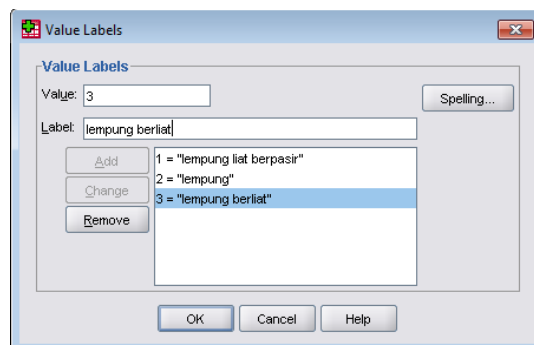 Value Labels
Value Labels
Value: 3
Spelling...
Label: lempung berliat
Add
Change
Remove
1 = "lempung liat berpasir"
2 = "lempung"
3 = "lempung berliat"
OK Cancel Help